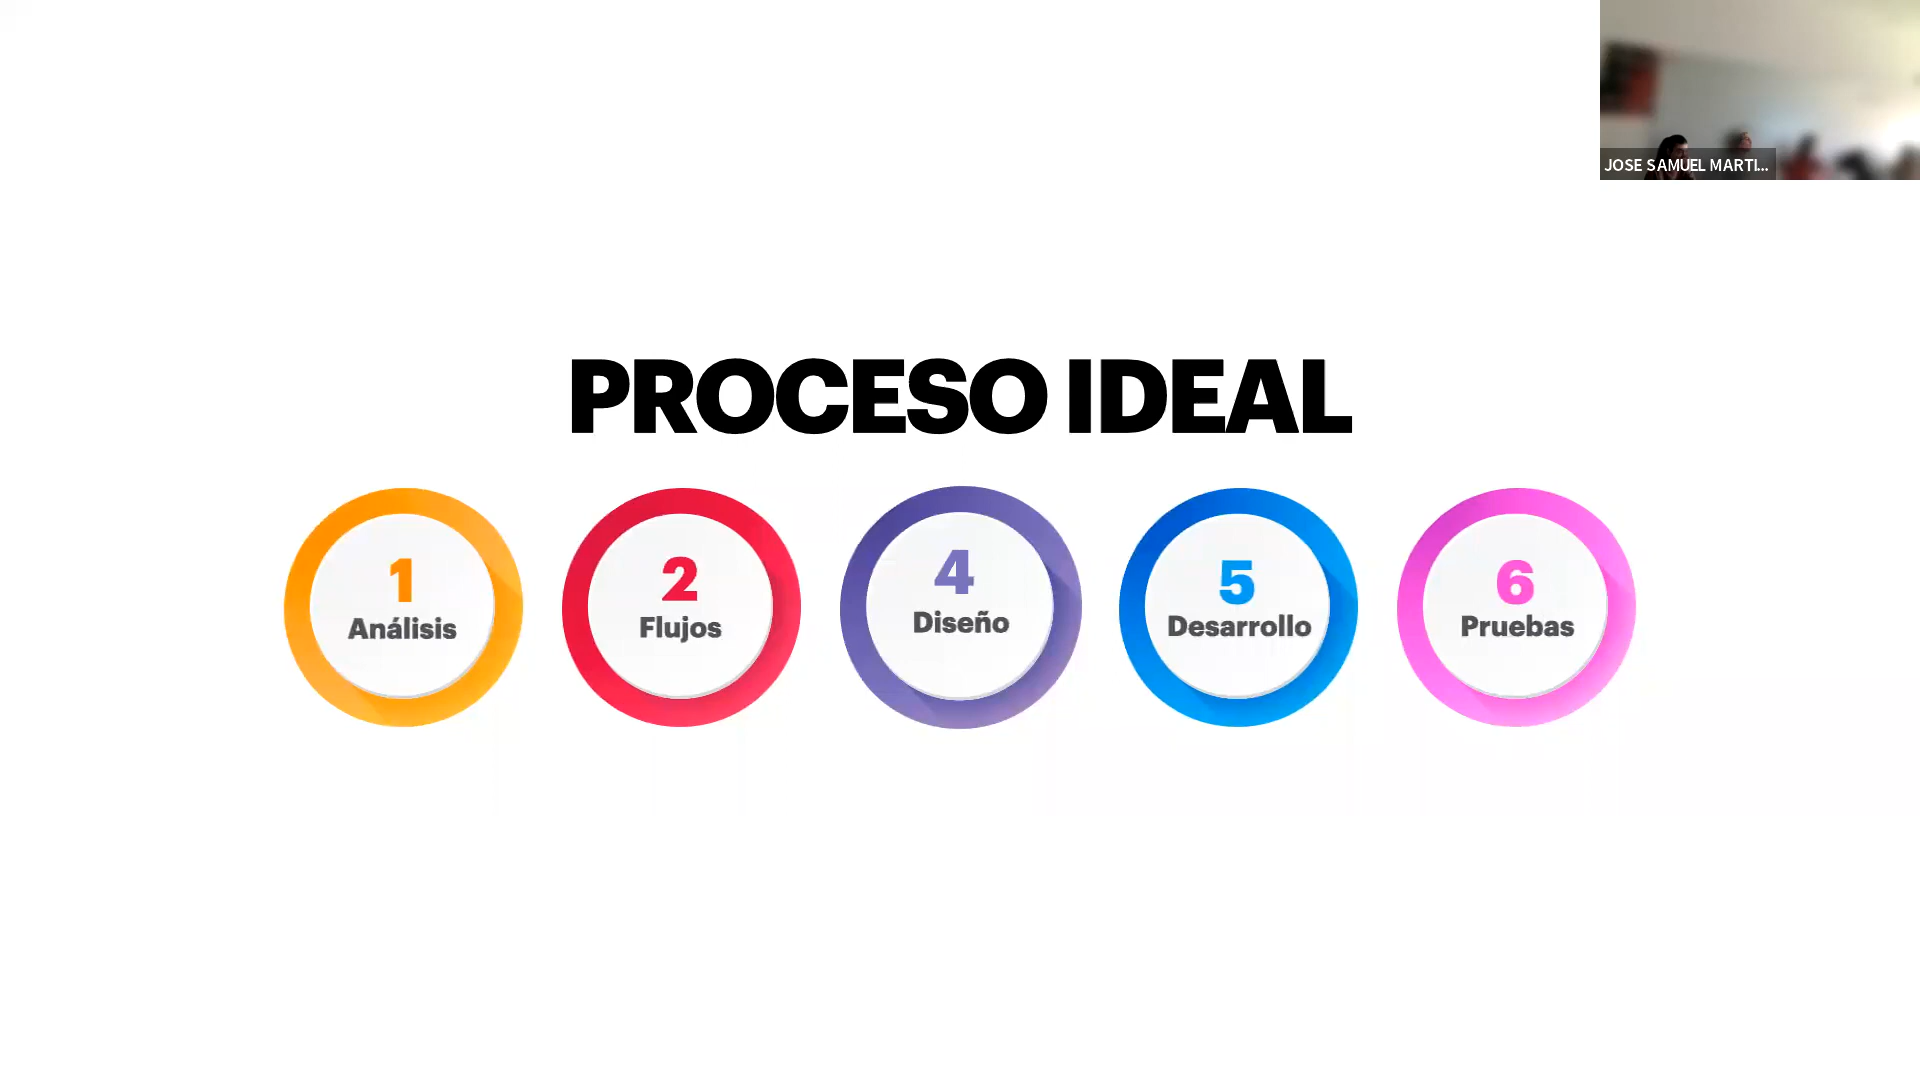 JOSE SAMUEL MARTI...
PROCESO IDEAL
1
Análisis
2
Flujos
4
Diseño
5
Desarrollo
6
Pruebas